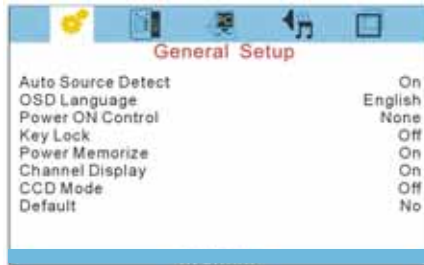 General Setup
Auto Source Detect On
OSD Language English
Power ON Control None
Key Lock Off
Power Memorize On
Channel Display On
CCD Mode Off
Default No